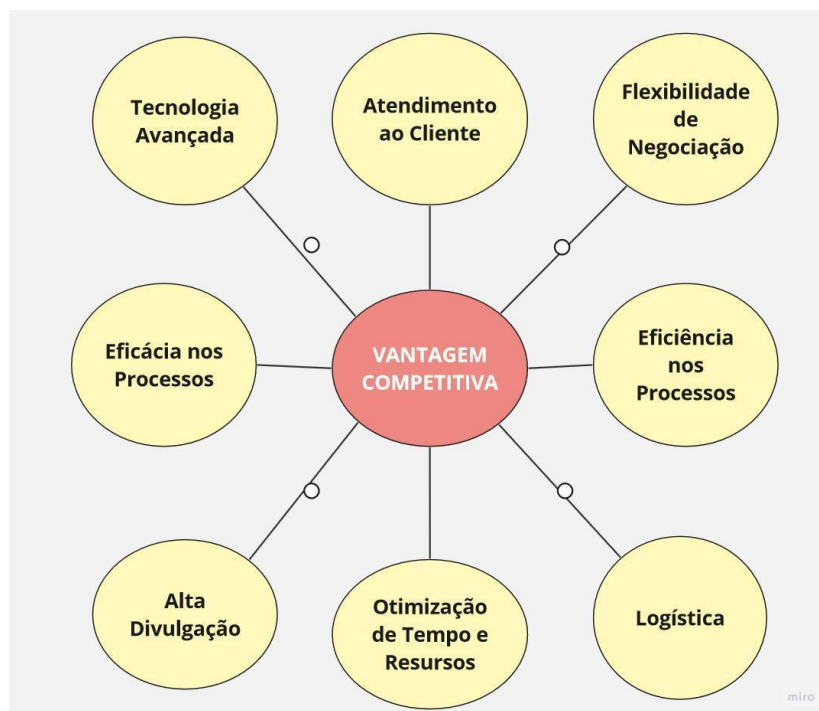 Tecnologia
Avançada
Atendimento
ao Cliente
Flexibilidade
de
Negociação
Eficácia nos
Processos
VANTAGEM
COMPETITIVA
Eficiência
nos
Processos
Alta
Divulgação
Otimização
de Tempo e
Resursos
Logística
miro